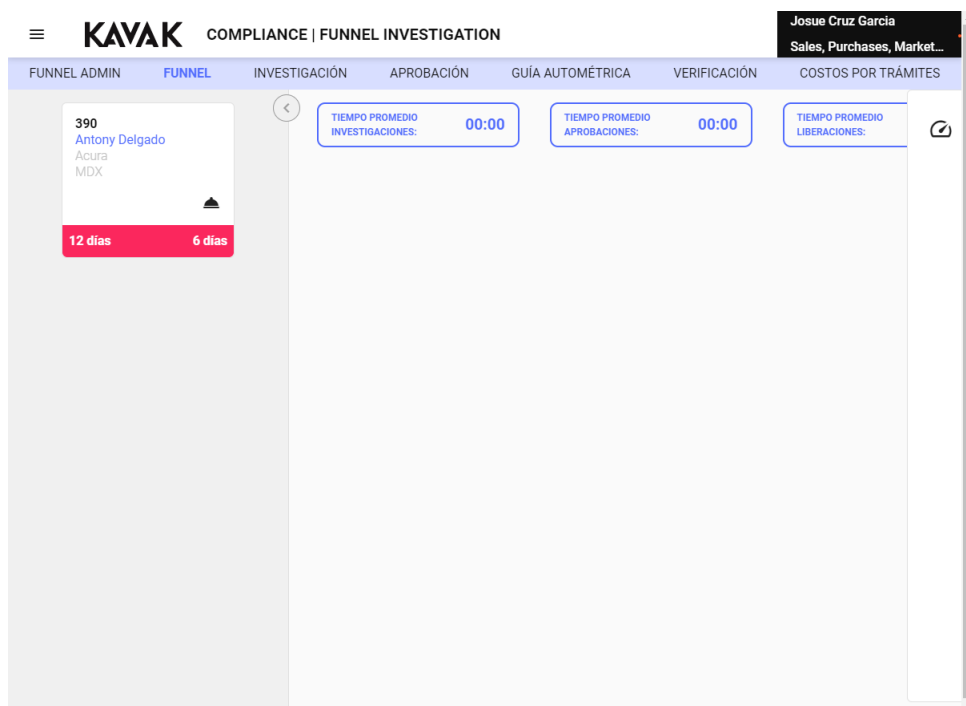 KAVAK COMPLIANCE | FUNNEL INVESTIGATION
Josue Cruz Garcia
Sales, Purchases, Market...
FUNNEL ADMIN FUNNEL INVESTIGACIÓN APROBACIÓN GUÍA AUTOMÉTRICA VERIFICACIÓN COSTOS POR TRÁMITES
390
Antony Delgado
Acura
MDX
12 días 6 días
TIEMPO PROMEDIO
INVESTIGACIONES: 00:00
TIEMPO PROMEDIO
APROBACIONES: 00:00
TIEMPO PROMEDIO
LIBERACIONES: